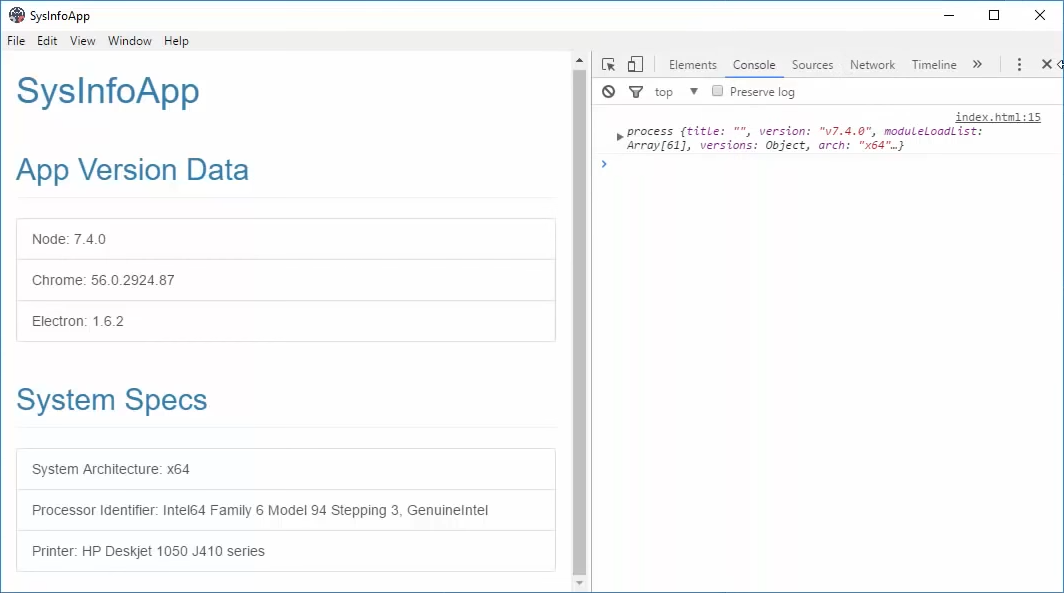 SysInfoApp
File Edit View Window Help
SysInfoApp
App Version Data
Node: 7.4.0
Chrome: 56.0.2924.87
Electron: 1.6.2
System Specs
System Architecture: x64
Processor Identifier: Intel64 Family 6 Model 94 Stepping 3, GenuineIntel
Printer: HP Deskjet 1050 J410 series
Elements Console Sources Network Timeline »
top Preserve log
index.html:15
process {title: "", version: "v7.4.0", moduleLoadList:
Array[61], versions: Object, arch: "x64"…}